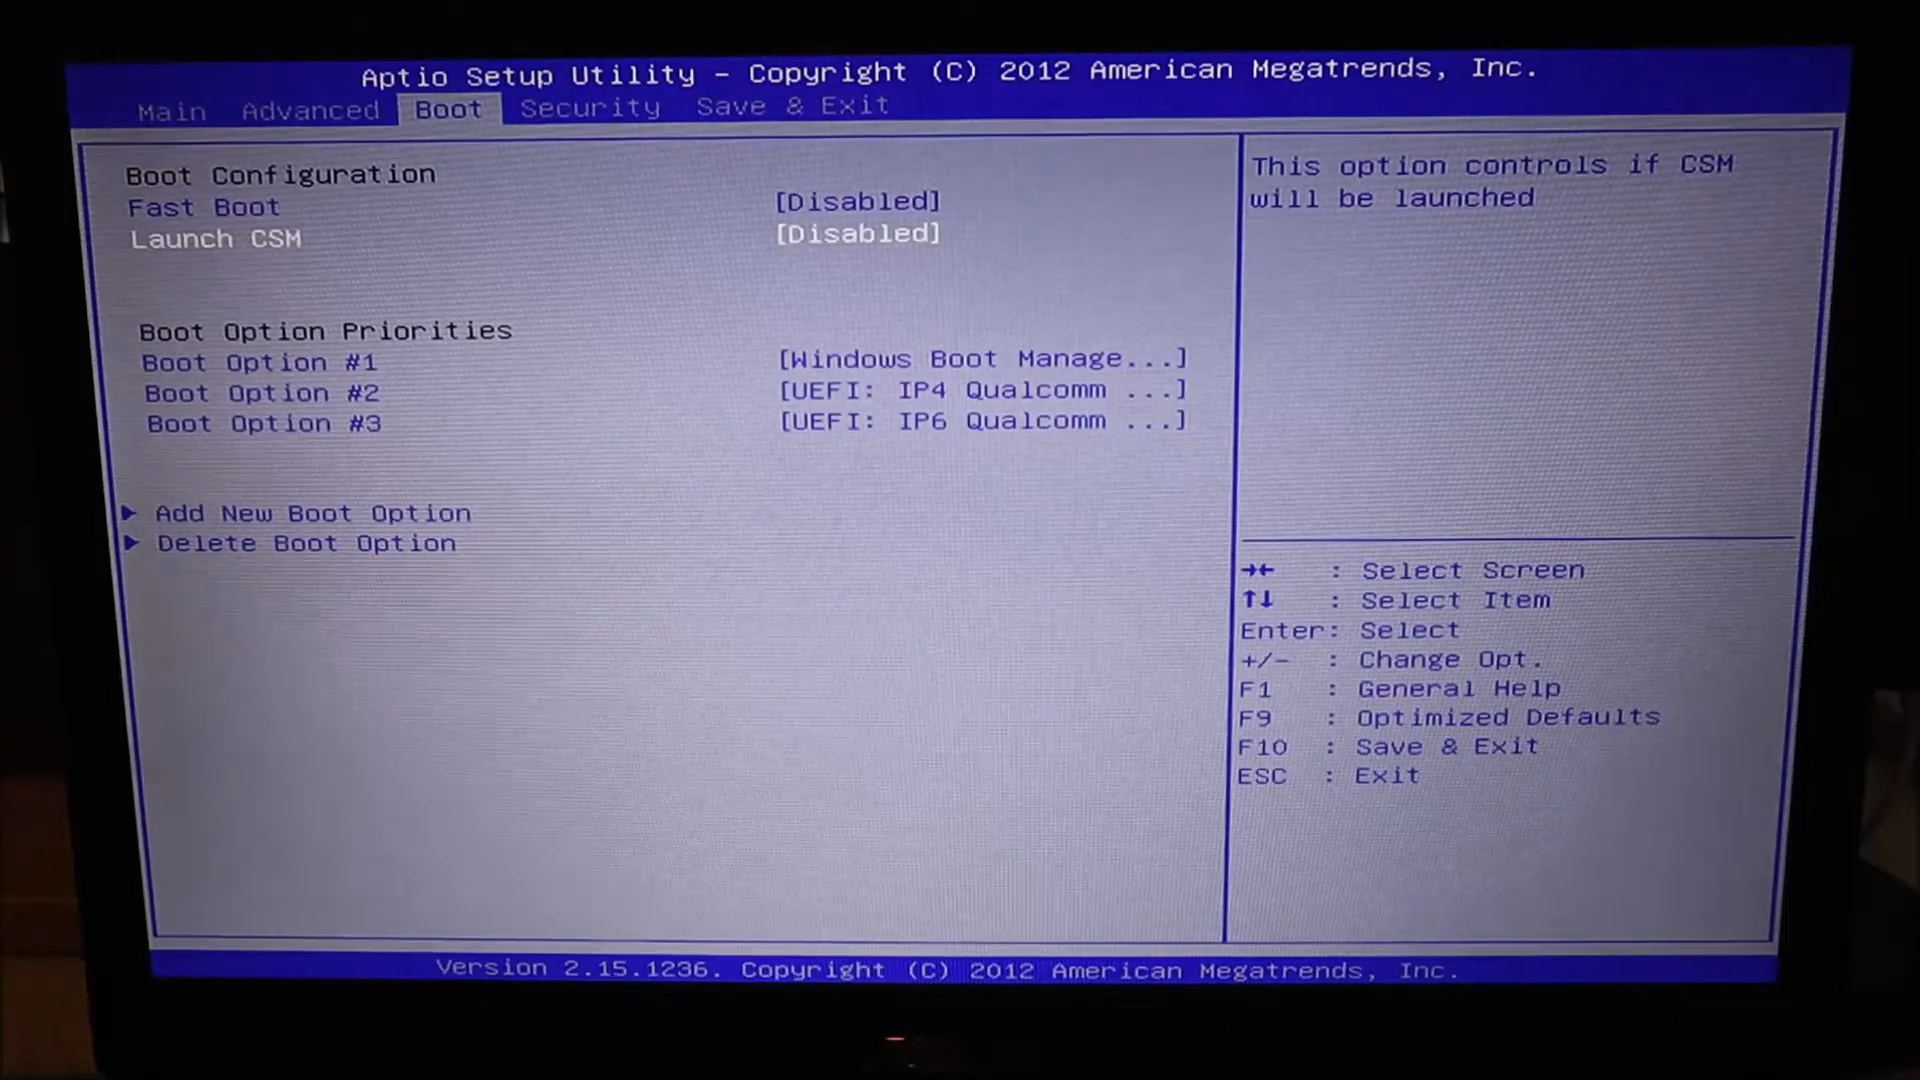 Aptio Setup Utility - Copyright (C) 2012 American Megatrends, Inc.
Main Advanced Boot Security Save & Exit
Boot Configuration
Fast Boot [Disabled]
Launch CSM [Disabled]
Boot Option Priorities
Boot Option #1 [Windows Boot Manage...]
Boot Option #2 [UEFI: IP4 Qualcomm ...]
Boot Option #3 [UEFI: IP6 Qualcomm ...]
▶ Add New Boot Option
▶ Delete Boot Option
This option controls if CSM
will be launched
→← : Select Screen
↑↓ : Select Item
Enter: Select
+/- : Change Opt.
F1 : General Help
F9 : Optimized Defaults
F10 : Save & Exit
ESC : Exit
Version 2.15.1236. Copyright (C) 2012 American Megatrends, Inc.